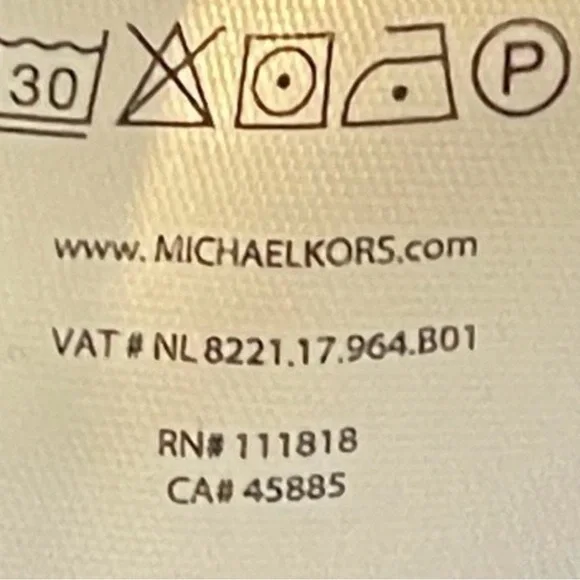 30 P
www.MICHAELKORS.com
VAT # NL 8221.17.964.B01
RN# 111818
CA# 45885